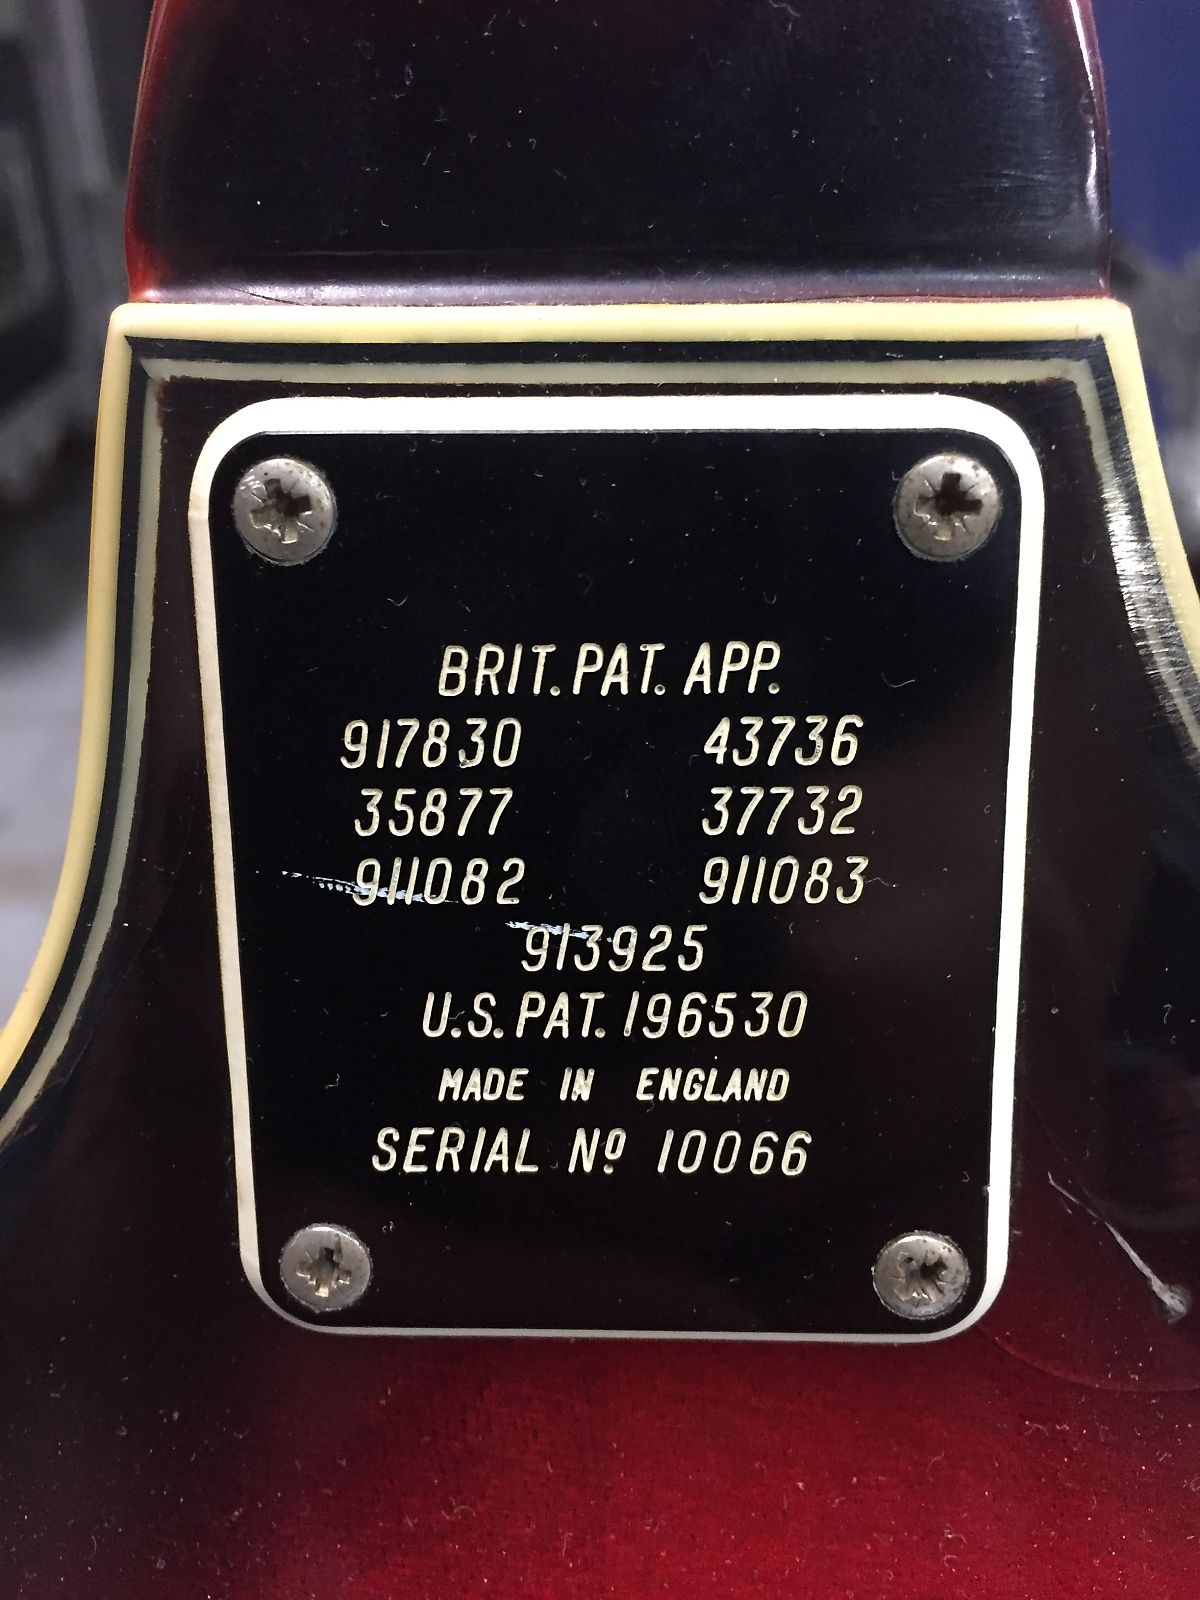 BRIT. PAT. APP.
917830 43736
35877 37732
911082 911083
913925
U.S. PAT. 196530
MADE IN ENGLAND
SERIAL Nº 10066